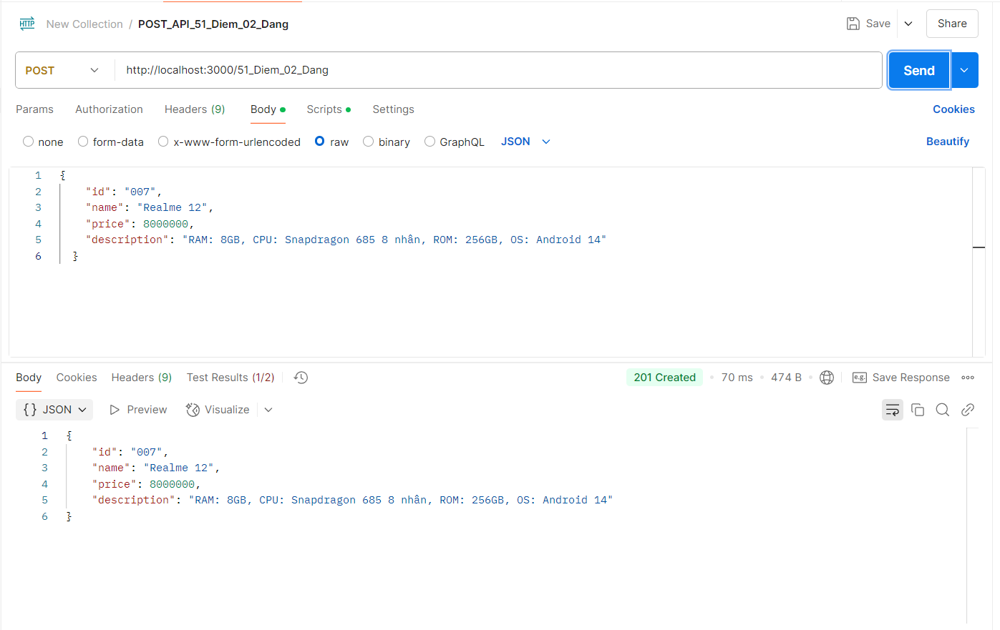 HTTP New Collection / POST_API_51_Diem_02_Dang Save Share
POST http://localhost:3000/51_Diem_02_Dang Send
Params Authorization Headers (9) Body Scripts Settings Cookies
none form-data x-www-form-urlencoded raw binary GraphQL JSON Beautify
1 {
2 "id": "007",
3 "name": "Realme 12",
4 "price": 8000000,
5 "description": "RAM: 8GB, CPU: Snapdragon 685 8 nhân, ROM: 256GB, OS: Android 14"
6 }
Body Cookies Headers (9) Test Results (1/2) 201 Created 70 ms 474 B e.g. Save Response
{} JSON Preview Visualize
1 {
2 "id": "007",
3 "name": "Realme 12",
4 "price": 8000000,
5 "description": "RAM: 8GB, CPU: Snapdragon 685 8 nhân, ROM: 256GB, OS: Android 14"
6 }